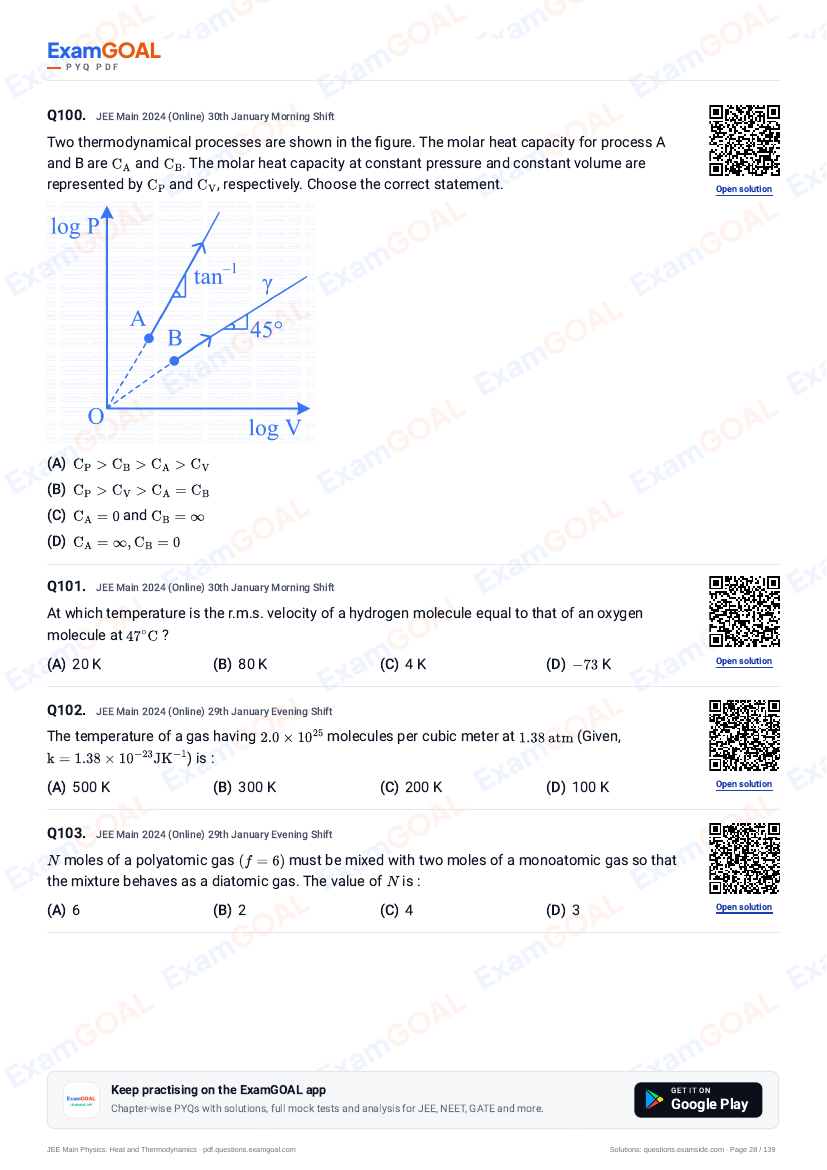 ExamGOAL
PYQ PDF
Q100. JEE Main 2024 (Online) 30th January Morning Shift
Two thermodynamical processes are shown in the figure. The molar heat capacity for process A
and B are C_A and C_B. The molar heat capacity at constant pressure and constant volume are
represented by C_P and C_V, respectively. Choose the correct statement.
Open solution
log P
tan⁻¹
γ
A
B
45°
O
log V
(A) C_P > C_B > C_A > C_V
(B) C_P > C_V > C_A = C_B
(C) C_A = 0 and C_B = ∞
(D) C_A = ∞, C_B = 0
Q101. JEE Main 2024 (Online) 30th January Morning Shift
At which temperature is the r.m.s. velocity of a hydrogen molecule equal to that of an oxygen
molecule at 47°C ?
(A) 20 K (B) 80 K (C) 4 K (D) −73 K
Open solution
Q102. JEE Main 2024 (Online) 29th January Evening Shift
The temperature of a gas having 2.0 × 10²⁵ molecules per cubic meter at 1.38 atm (Given,
k = 1.38 × 10⁻²³JK⁻¹) is :
(A) 500 K (B) 300 K (C) 200 K (D) 100 K
Open solution
Q103. JEE Main 2024 (Online) 29th January Evening Shift
N moles of a polyatomic gas (f = 6) must be mixed with two moles of a monoatomic gas so that
the mixture behaves as a diatomic gas. The value of N is :
(A) 6 (B) 2 (C) 4 (D) 3
Open solution
Keep practising on the ExamGOAL app
Chapter-wise PYQs with solutions, full mock tests and analysis for JEE, NEET, GATE and more.
GET IT ON
Google Play
JEE Main Physics: Heat and Thermodynamics · pdf.questions.examgoal.com
Solutions: questions.examside.com · Page 28 / 139